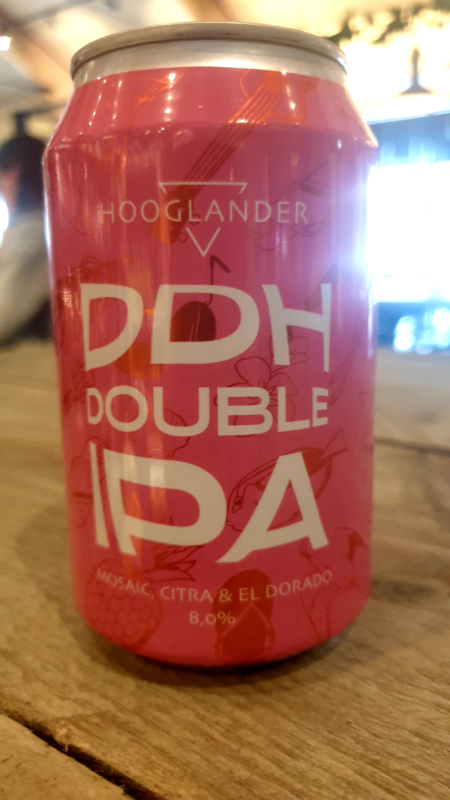 HOOGLANDER
DDH
DOUBLE
IPA
MOSAIC, CITRA & EL DORADO
8,0%